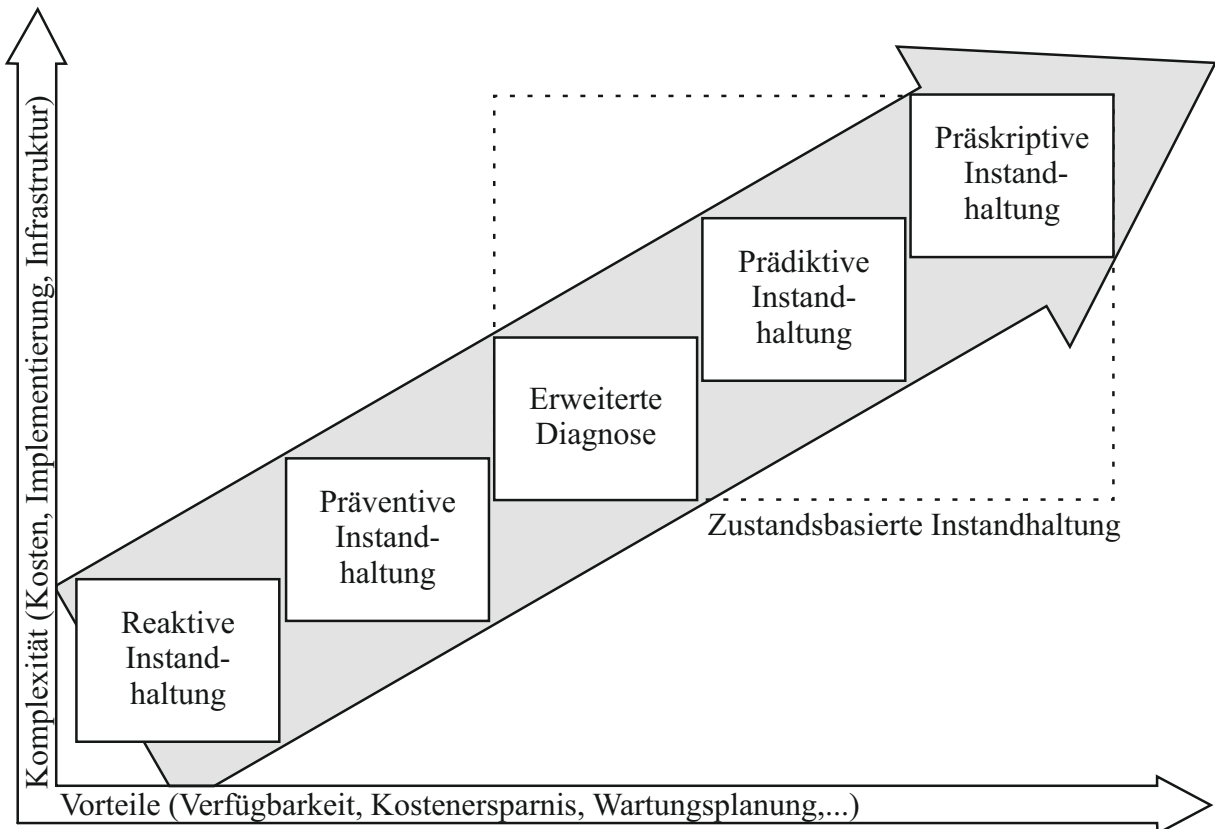 Komplexität (Kosten, Implementierung, Infrastruktur)
Präskriptive
Instand-
haltung
Prädiktive
Instand-
haltung
Erweiterte
Diagnose
Zustandsbasierte Instandhaltung
Präventive
Instand-
haltung
Reaktive
Instand-
haltung
Vorteile (Verfügbarkeit, Kostenersparnis, Wartungsplanung,...)